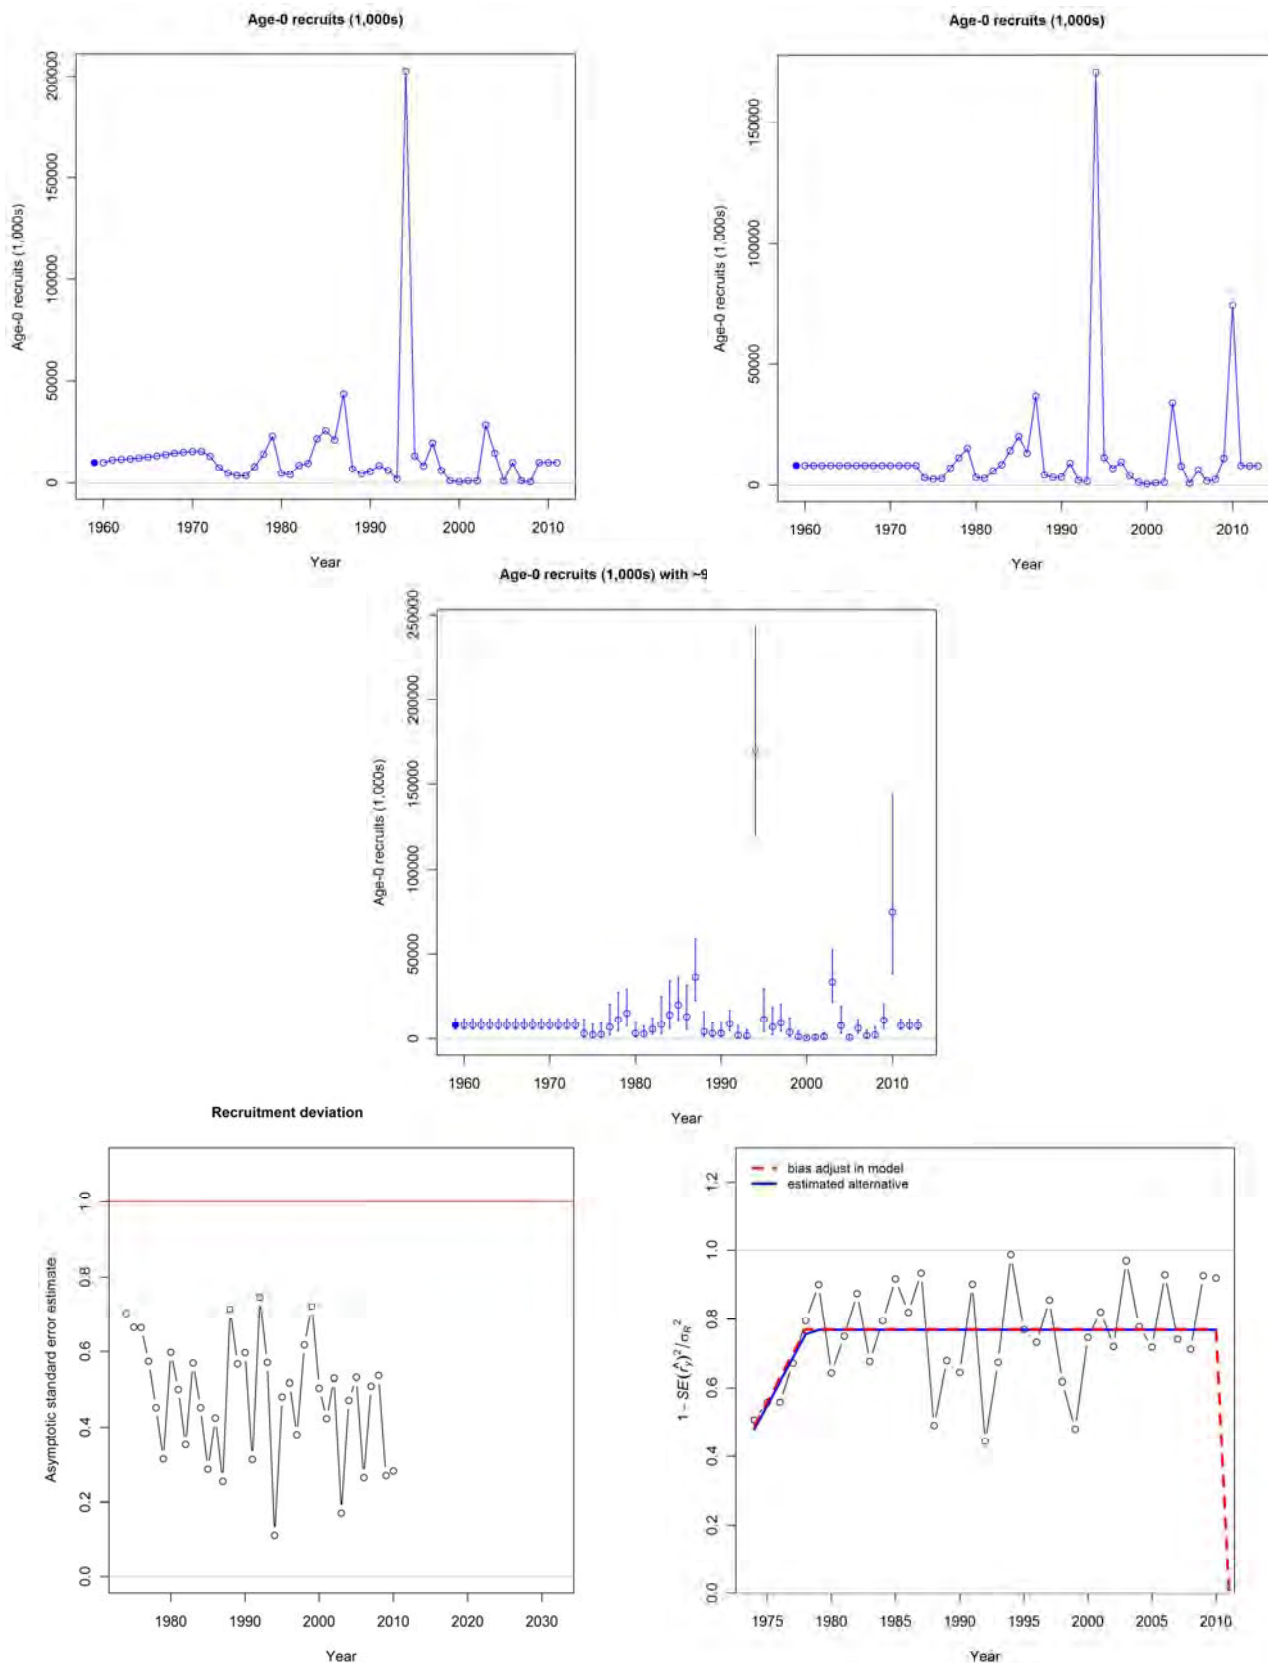 Age-0 recruits (1,000s)
Age-0 recruits (1,000s)
200000
150000
100000
50000
0
1960 1970 1980 1990 2000 2010
Year
Age-0 recruits (1,000s)
Age-0 recruits (1,000s)
150000
100000
50000
0
1960 1970 1980 1990 2000 2010
Year
Age-0 recruits (1,000s) with ~9
Age-0 recruits (1,000s)
250000
200000
150000
100000
50000
0
1960 1970 1980 1990 2000 2010
Year
Recruitment deviation
Asymptotic standard error estimate
1.0
0.8
0.6
0.4
0.2
0.0
1980 1990 2000 2010 2020 2030
Year
bias adjust in model
estimated alternative
1 − SE(r̂y)²/σR²
1.2
1.0
0.8
0.6
0.4
0.2
0.0
1975 1980 1985 1990 1995 2000 2005 2010
Year